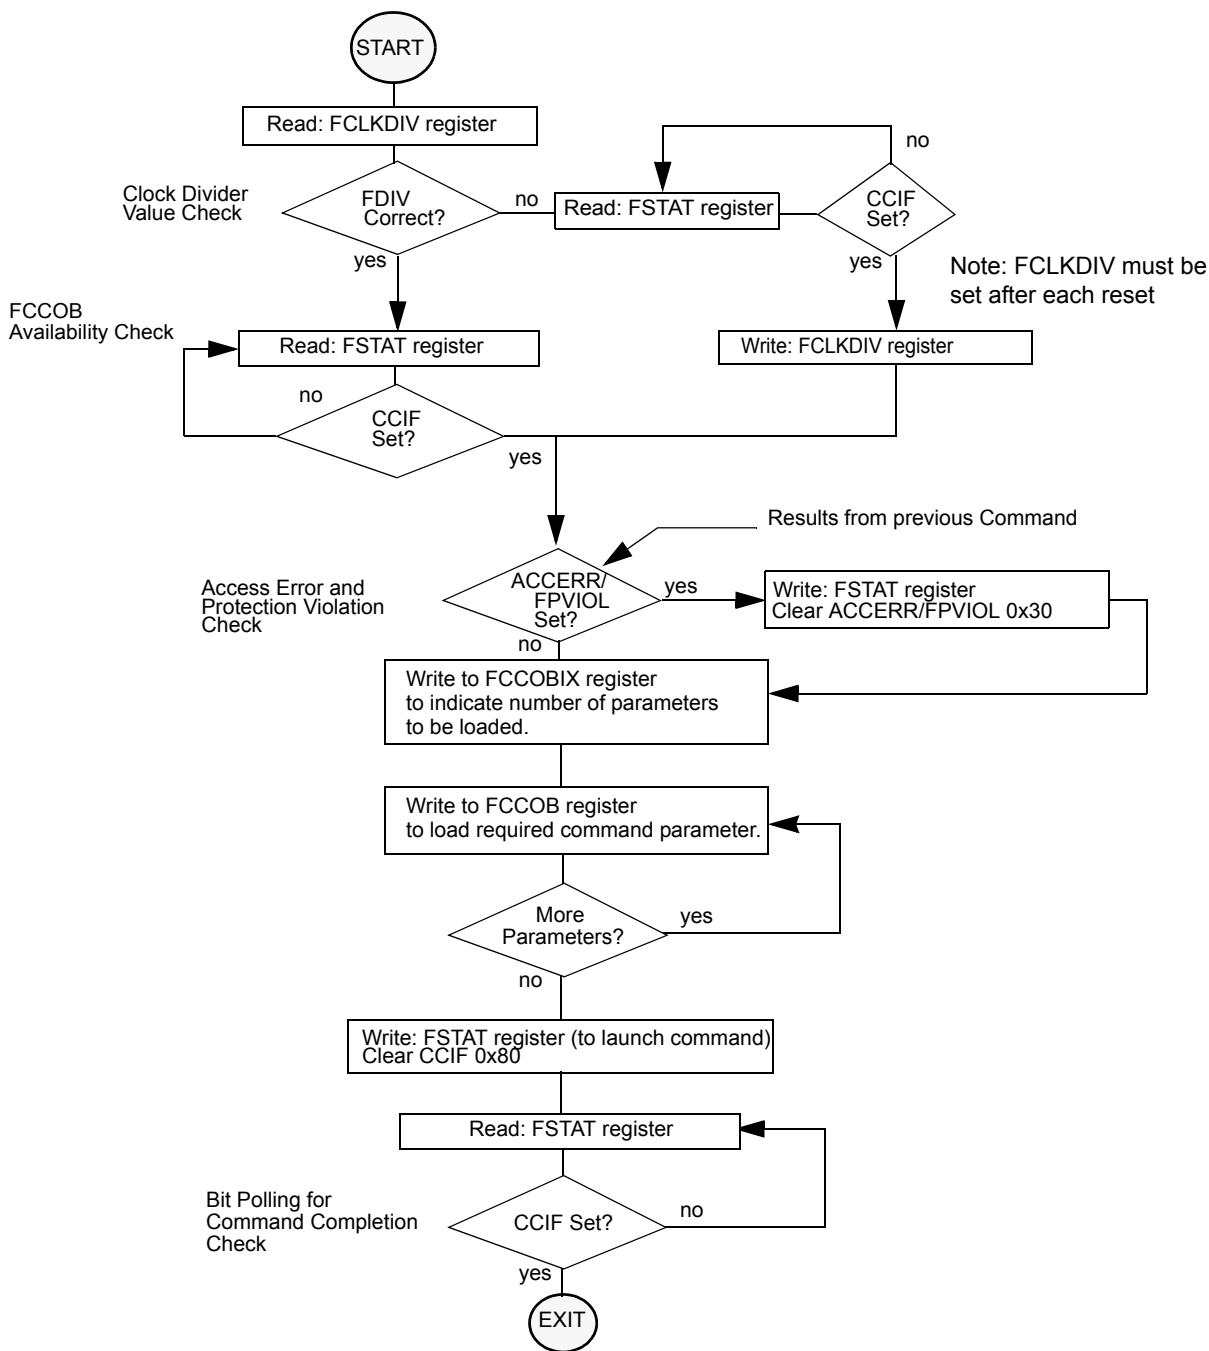 START
Read: FCLKDIV register
no
Clock Divider
Value Check
FDIV
Correct?
no
Read: FSTAT register
CCIF
Set?
yes
yes
Note: FCLKDIV must be
set after each reset
FCCOB
Availability Check
Read: FSTAT register
Write: FCLKDIV register
no
CCIF
Set?
yes
Results from previous Command
Access Error and
Protection Violation
Check
ACCERR/
FPVIOL
Set?
yes
Write: FSTAT register
Clear ACCERR/FPVIOL 0x30
no
Write to FCCOBIX register
to indicate number of parameters
to be loaded.
Write to FCCOB register
to load required command parameter.
More
Parameters?
yes
no
Write: FSTAT register (to launch command)
Clear CCIF 0x80
Read: FSTAT register
Bit Polling for
Command Completion
Check
CCIF Set?
no
yes
EXIT